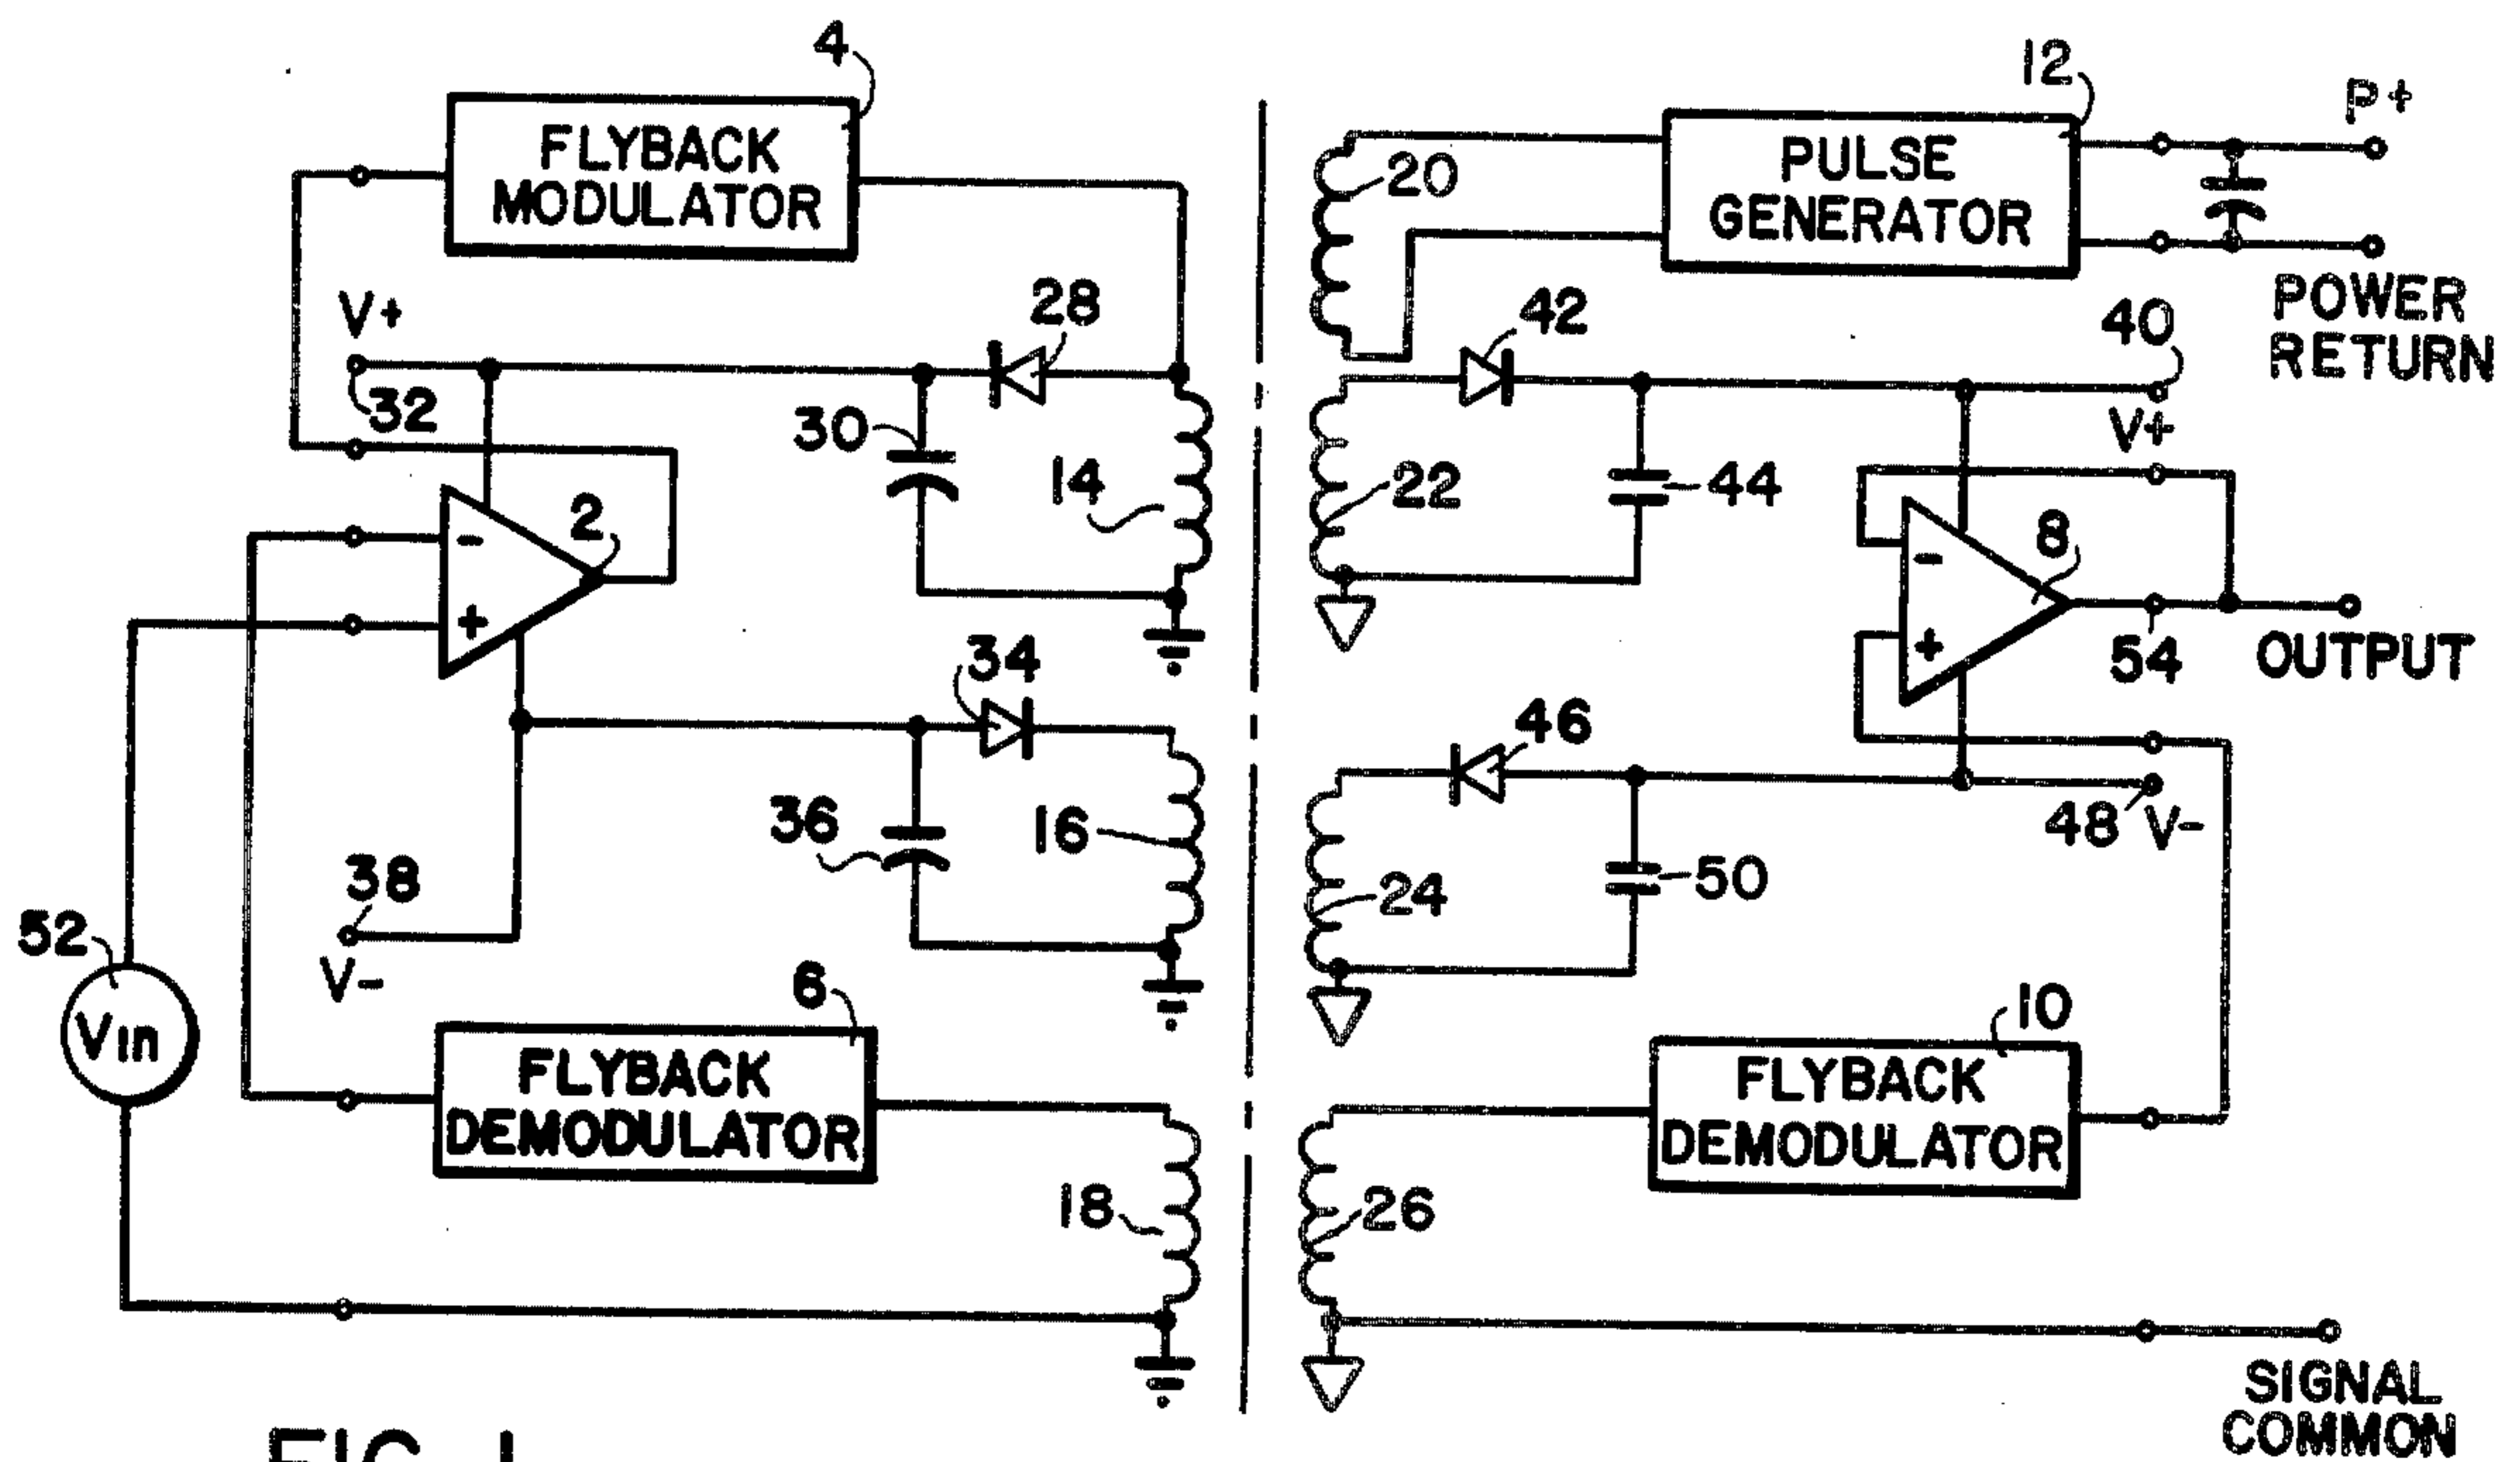 4
FLYBACK
MODULATOR
12
PULSE
GENERATOR
P+
POWER
RETURN
20
V+
32
28
30
14
42
40
V+
22
44
2
-
+
8
-
+
54
OUTPUT
34
36
16
38
V-
46
48 V-
24
50
52
Vin
6
FLYBACK
DEMODULATOR
18
10
FLYBACK
DEMODULATOR
26
SIGNAL
COMMON
FIG. 1